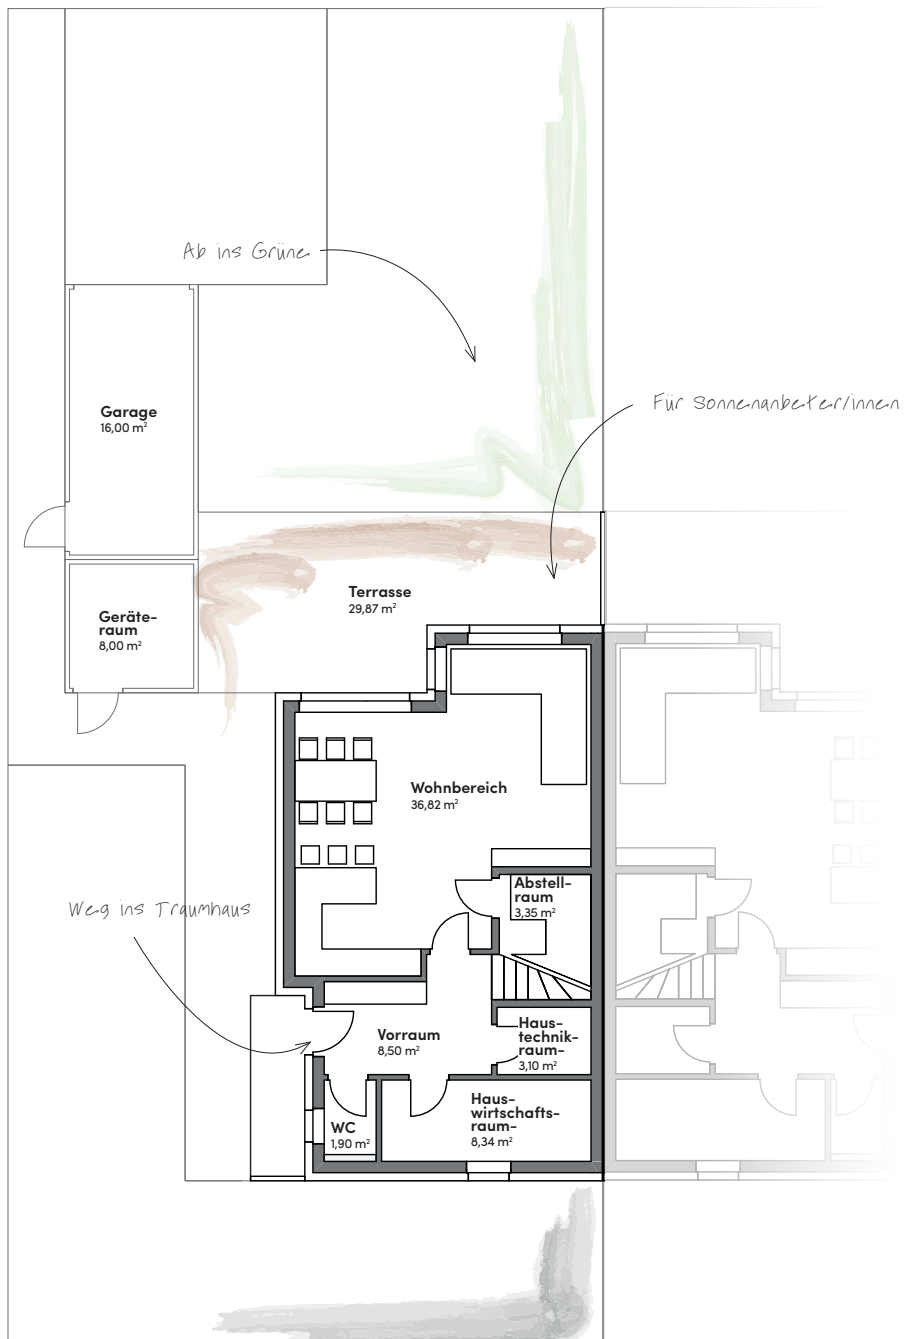 Ab ins Grüne
Für Sonnenanbeter/innen
Garage
16,00 m²
Terrasse
29,87 m²
Geräte-
raum
8,00 m²
Wohnbereich
36,82 m²
Abstell-
raum
3,35 m²
Weg ins Traumhaus
Vorraum
8,50 m²
Haus-
technik-
raum-
3,10 m²
Haus-
wirtschafts-
raum-
8,34 m²
WC
1,90 m²